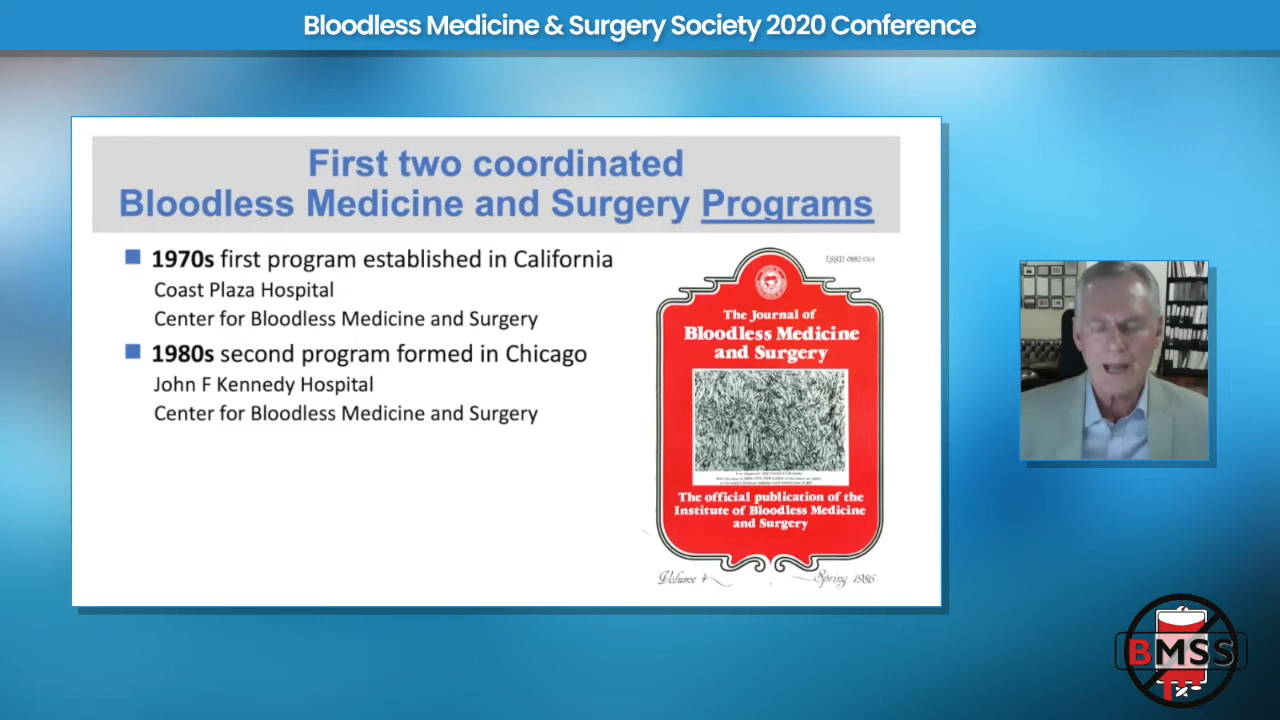 Bloodless Medicine & Surgery Society 2020 Conference
First two coordinated
Bloodless Medicine and Surgery Programs
1970s first program established in California
Coast Plaza Hospital
Center for Bloodless Medicine and Surgery
1980s second program formed in Chicago
John F Kennedy Hospital
Center for Bloodless Medicine and Surgery
The Journal of
Bloodless Medicine
and Surgery
The official publication of the
Institute of Bloodless Medicine
and Surgery
Volume 4
Spring 1986
BMSS